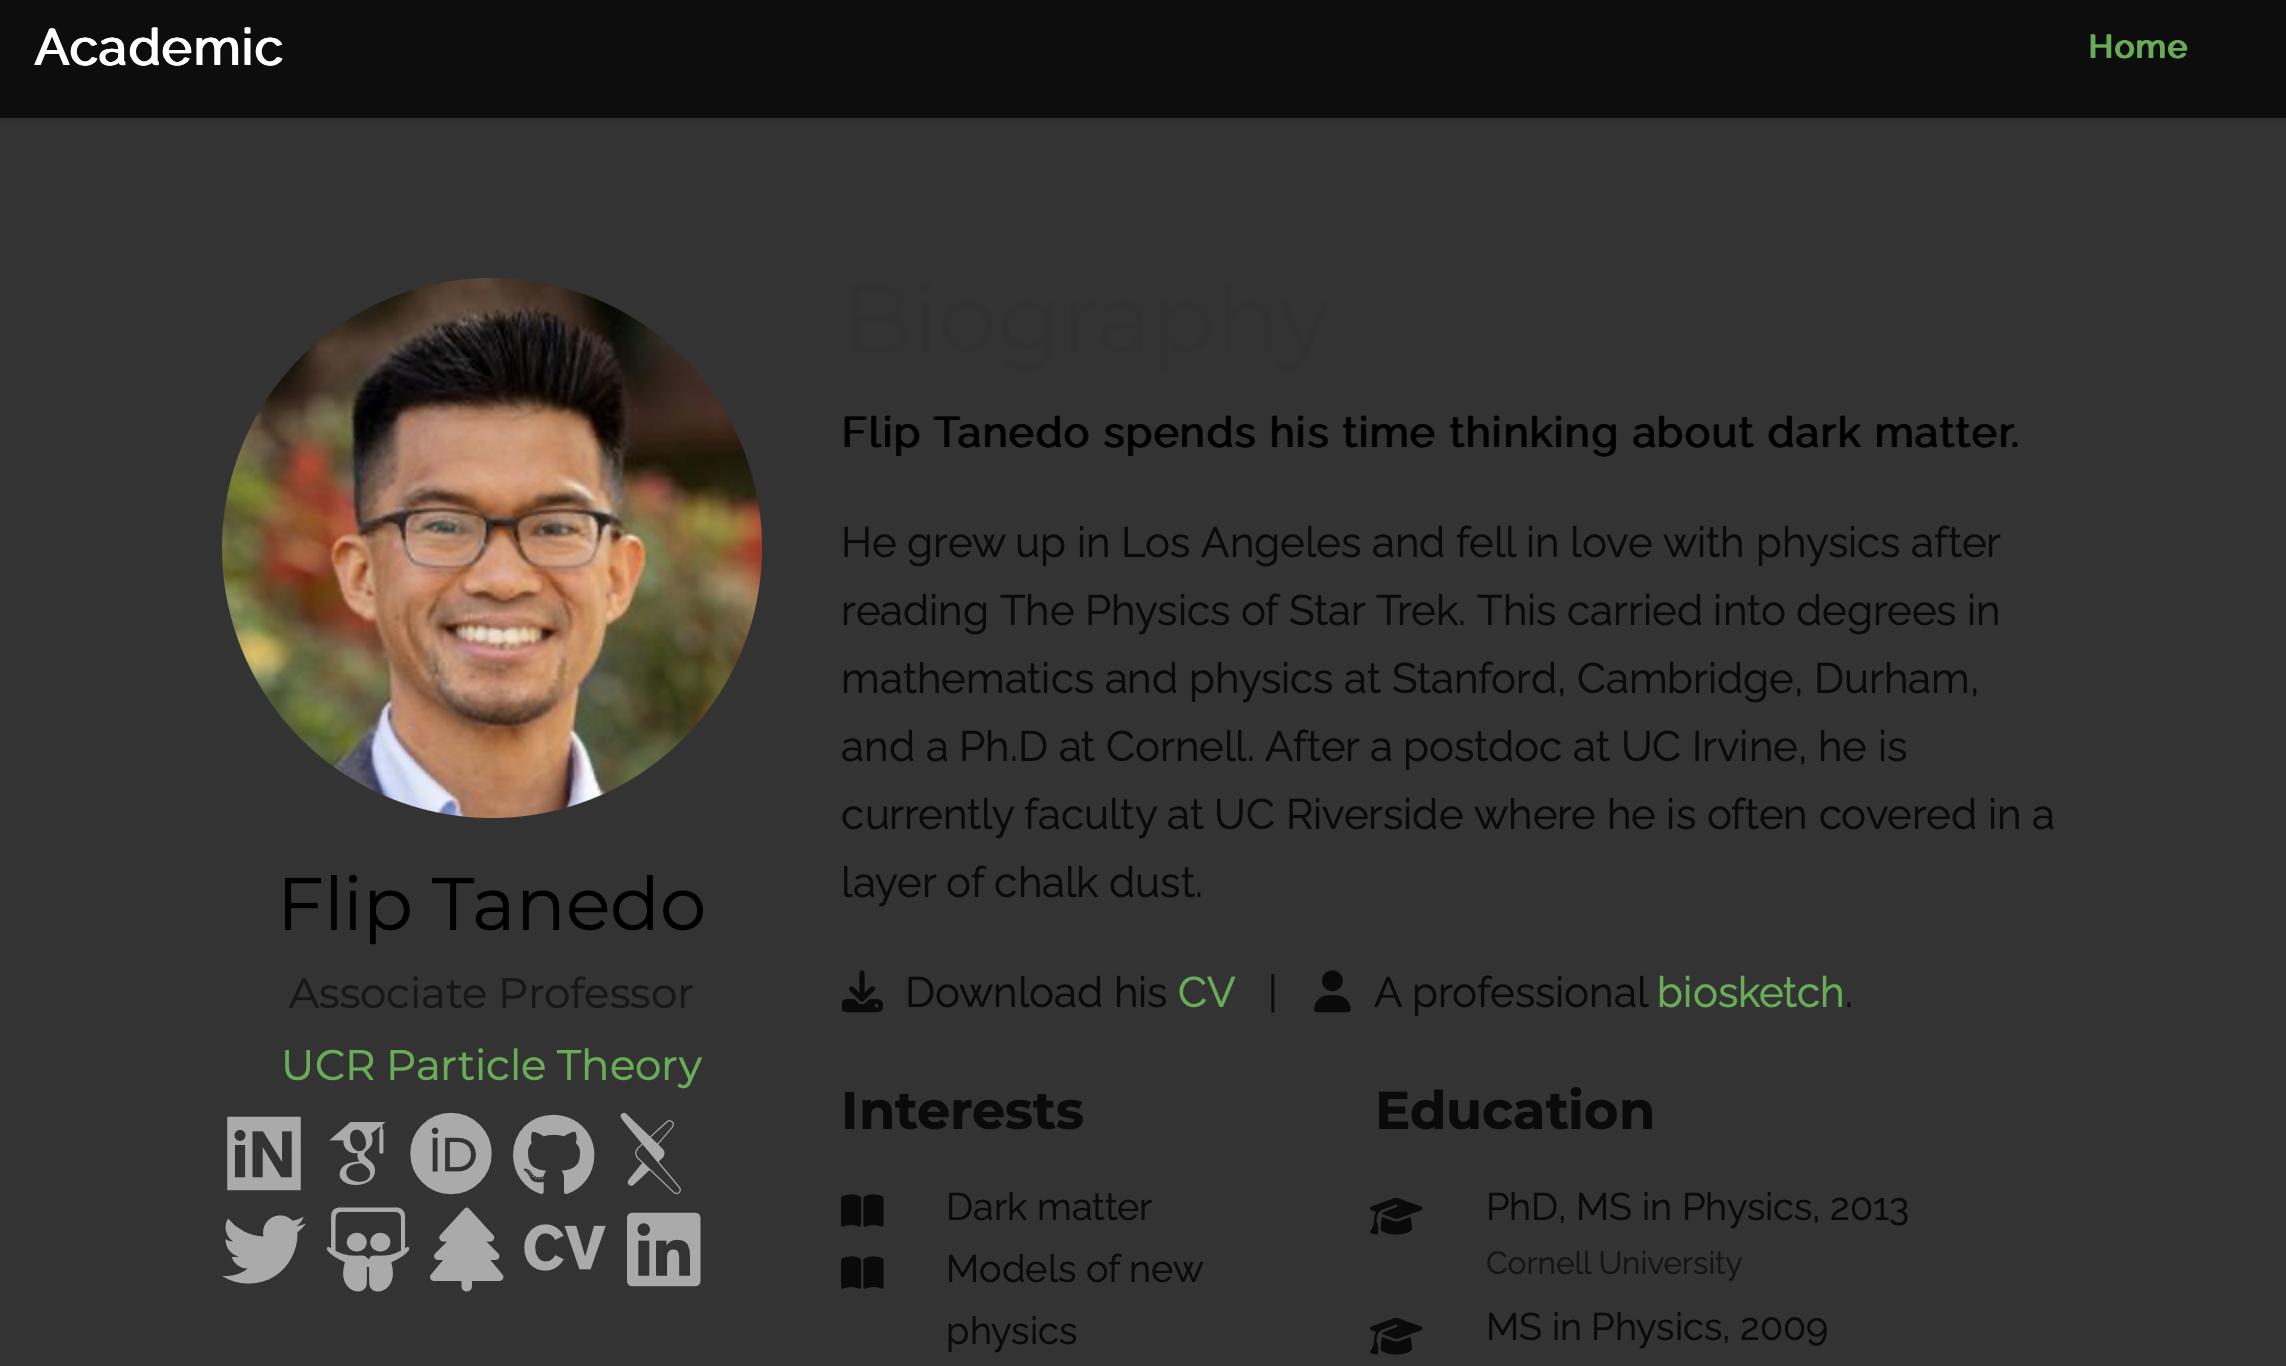 Academic
Home
Biography
Flip Tanedo spends his time thinking about dark matter.
He grew up in Los Angeles and fell in love with physics after
reading The Physics of Star Trek. This carried into degrees in
mathematics and physics at Stanford, Cambridge, Durham,
and a Ph.D at Cornell. After a postdoc at UC Irvine, he is
currently faculty at UC Riverside where he is often covered in a
layer of chalk dust.
Download his CV | A professional biosketch.
Flip Tanedo
Associate Professor
UCR Particle Theory
iN g iD
CV in
Interests
Dark matter
Models of new
physics
Education
PhD, MS in Physics, 2013
Cornell University
MS in Physics, 2009